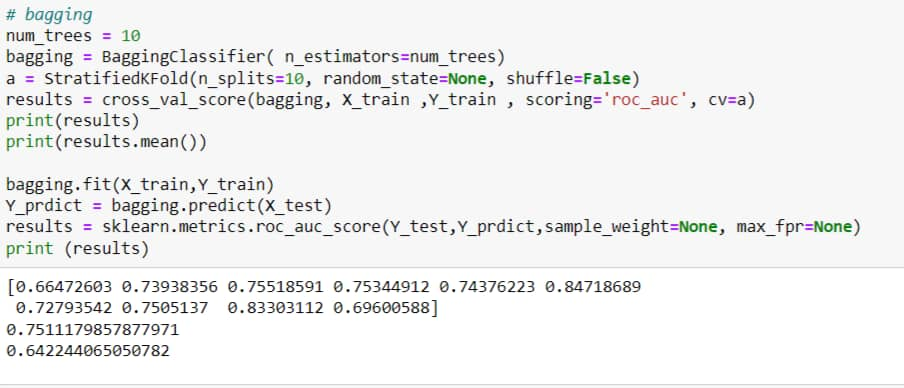 # bagging
num_trees = 10
bagging = BaggingClassifier( n_estimators=num_trees)
a = StratifiedKFold(n_splits=10, random_state=None, shuffle=False)
results = cross_val_score(bagging, X_train ,Y_train , scoring='roc_auc', cv=a)
print(results)
print(results.mean())
bagging.fit(X_train,Y_train)
Y_prdict = bagging.predict(X_test)
results = sklearn.metrics.roc_auc_score(Y_test,Y_prdict,sample_weight=None, max_fpr=None)
print (results)
[0.66472603 0.73938356 0.75518591 0.75344912 0.74376223 0.84718689
0.72793542 0.7505137  0.83303112 0.69600588]
0.7511179857877971
0.642244065050782